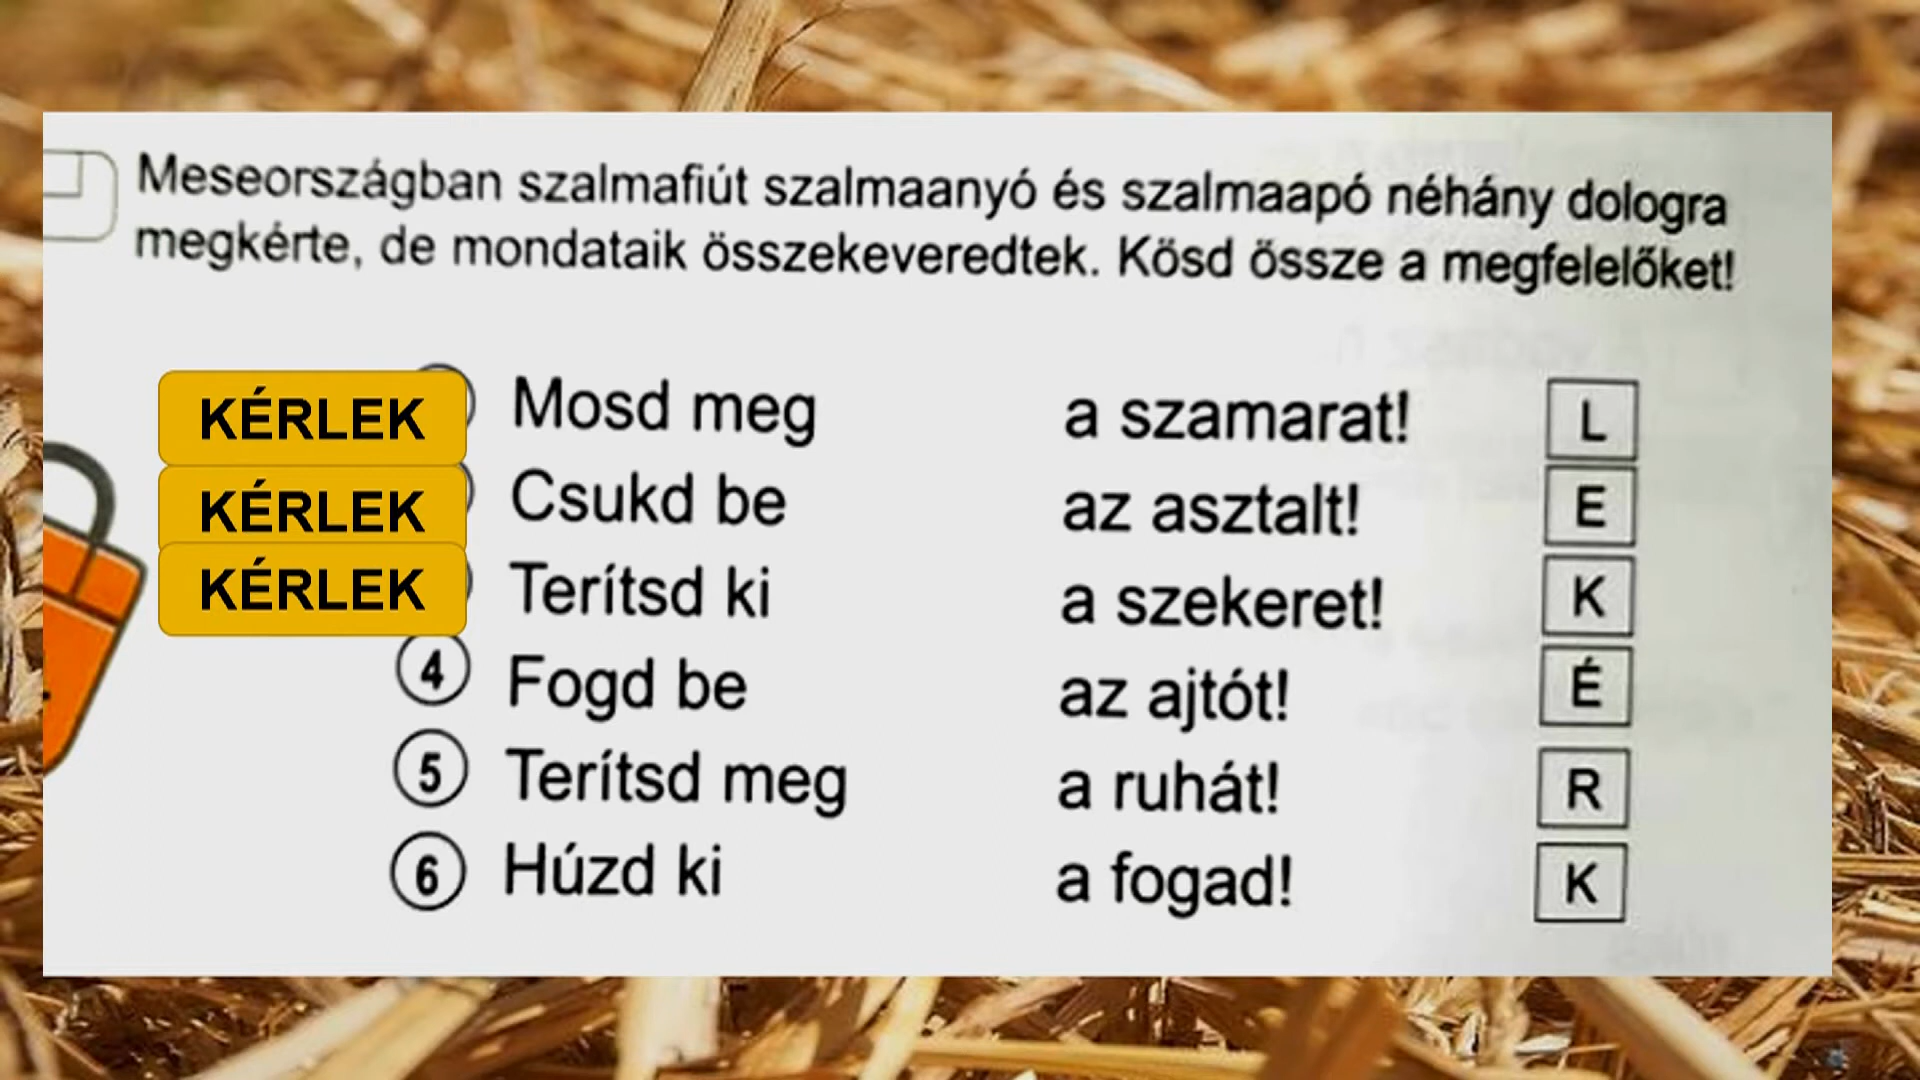 Meseországban szalmafiút szalmaanyó és szalmaapó néhány dologra
megkérte, de mondataik összekeveredtek. Kösd össze a megfelelőket!
KÉRLEK Mosd meg a szamarat! L
KÉRLEK Csukd be az asztalt! E
KÉRLEK Terítsd ki a szekeret! K
4 Fogd be az ajtót! É
5 Terítsd meg a ruhát! R
6 Húzd ki a fogad! K